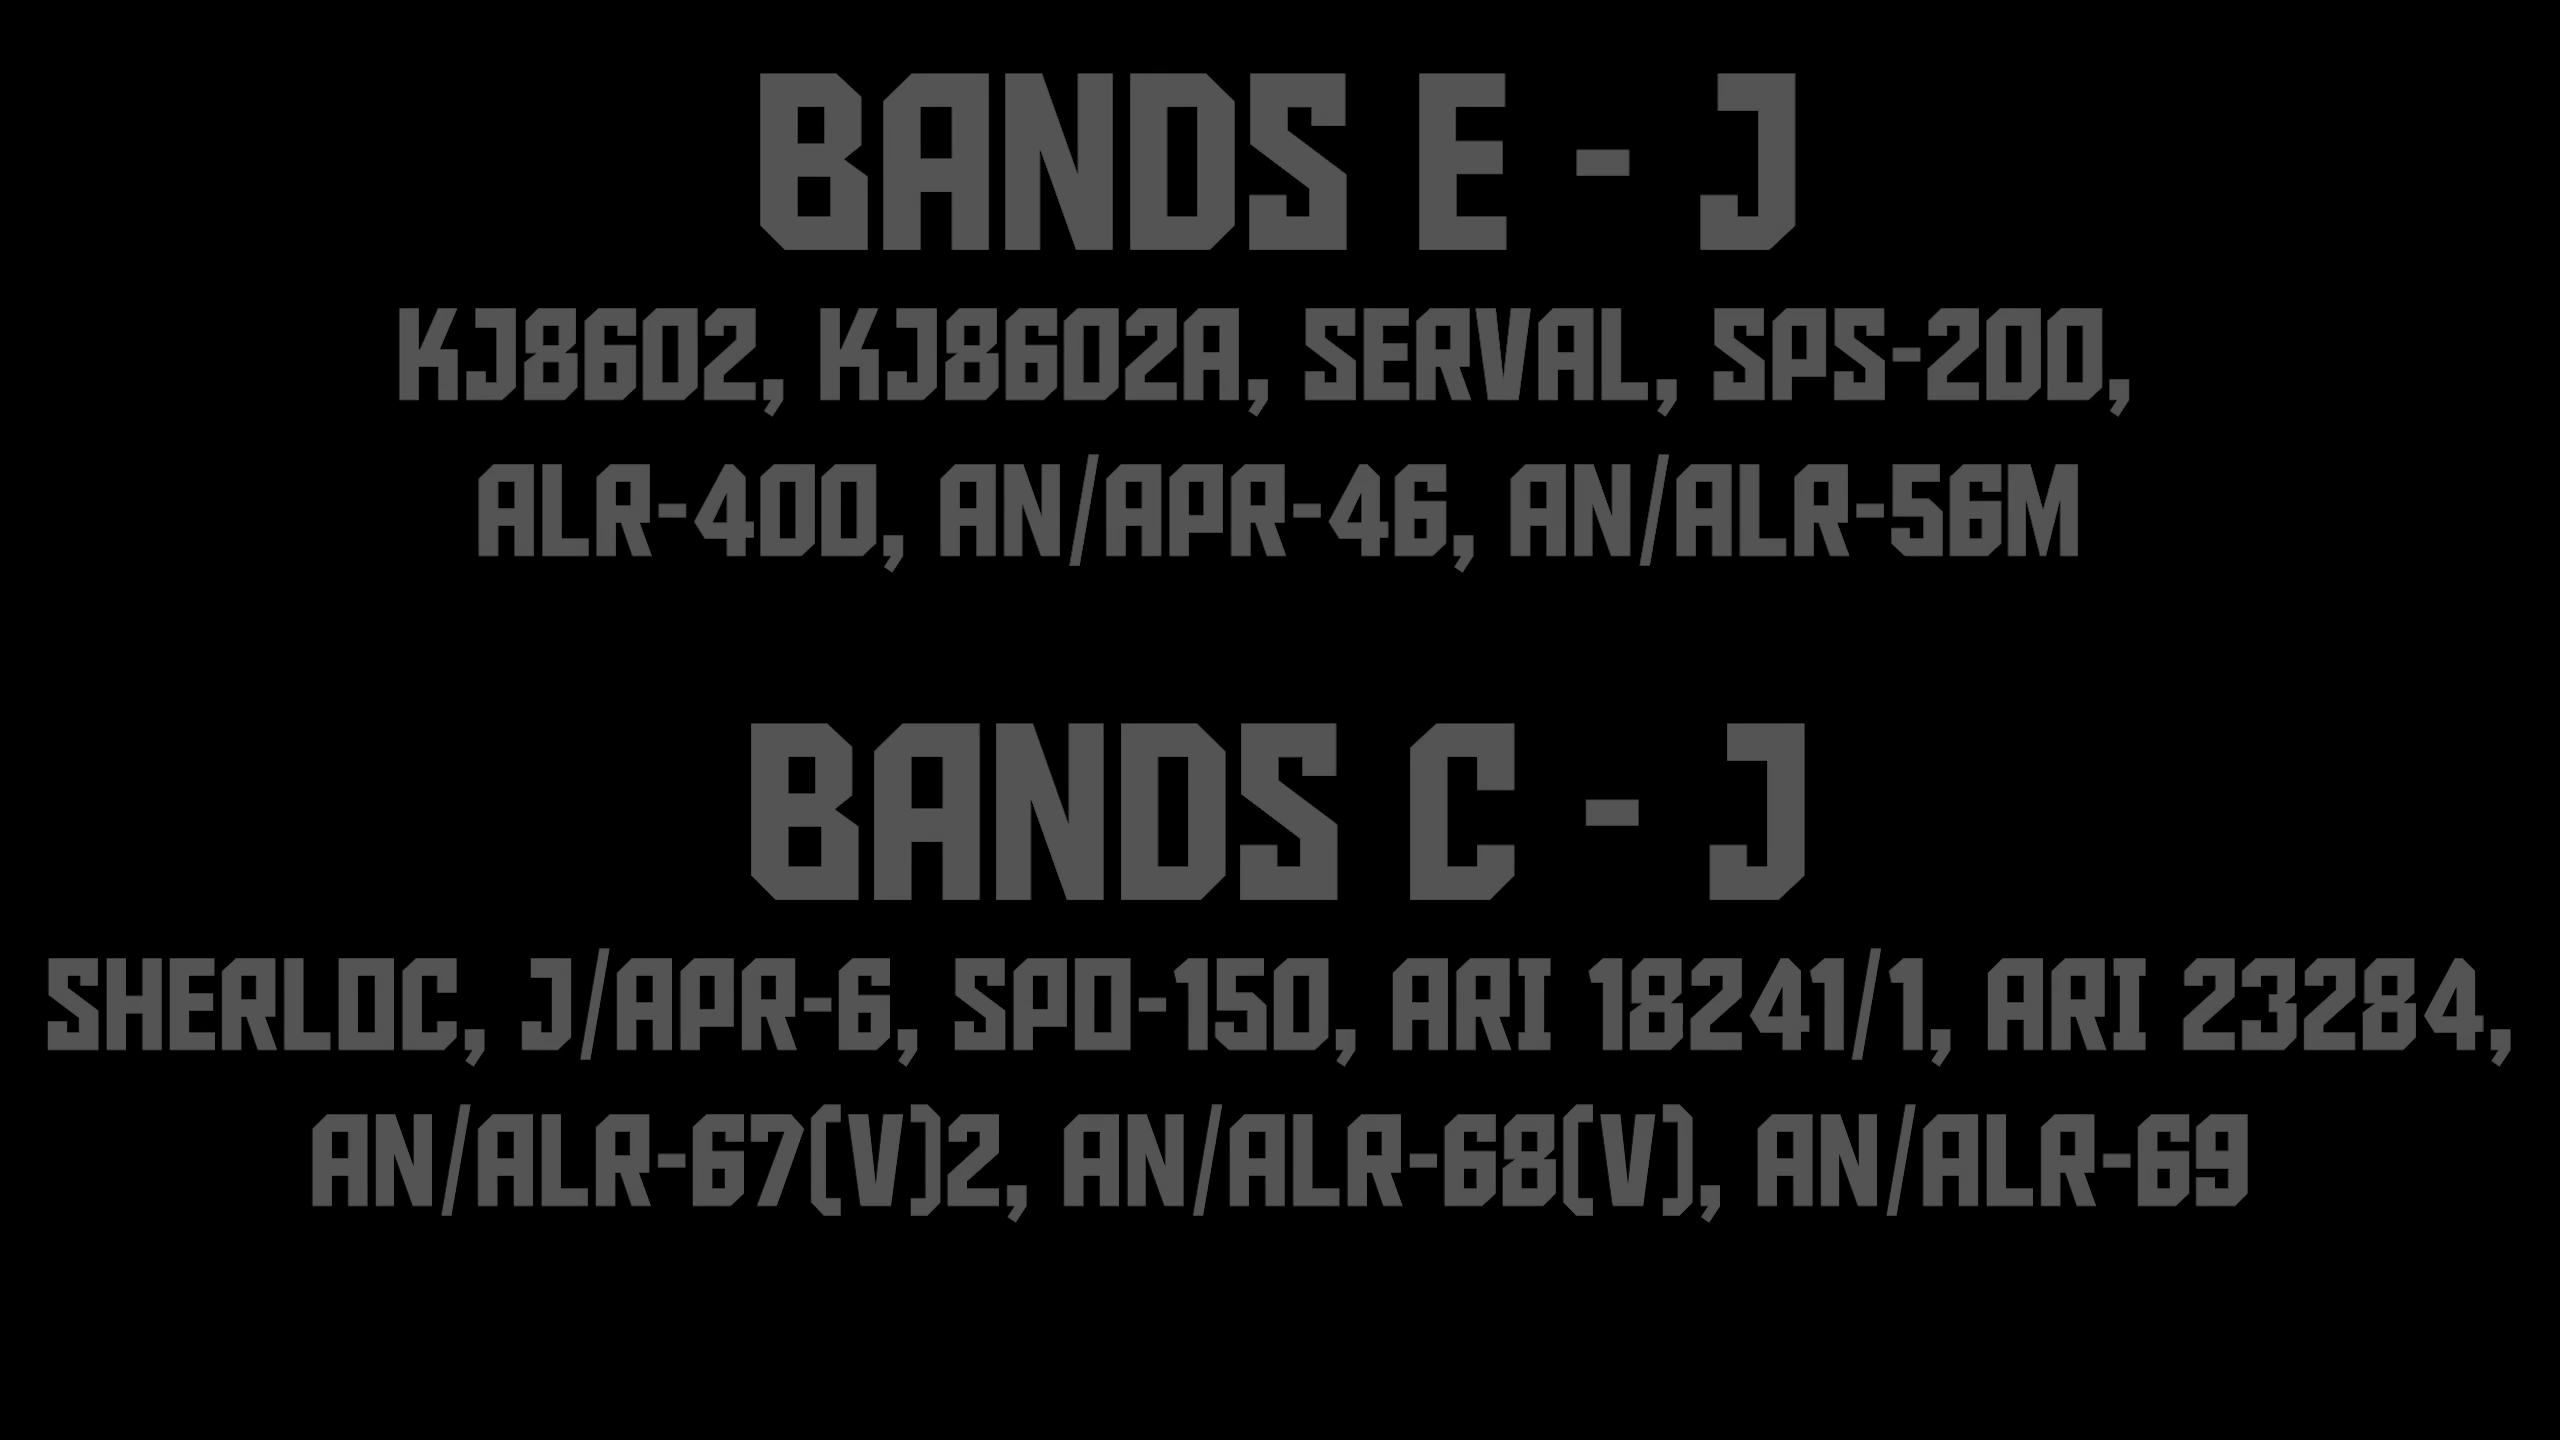 BANDS E - J
KJ8602, KJ8602A, SERVAL, SPS-200,
ALR-400, AN/APR-46, AN/ALR-56M
BANDS C - J
SHERLOC, J/APR-6, SPO-150, ARI 18241/1, ARI 23284,
AN/ALR-67(V)2, AN/ALR-68(V), AN/ALR-69